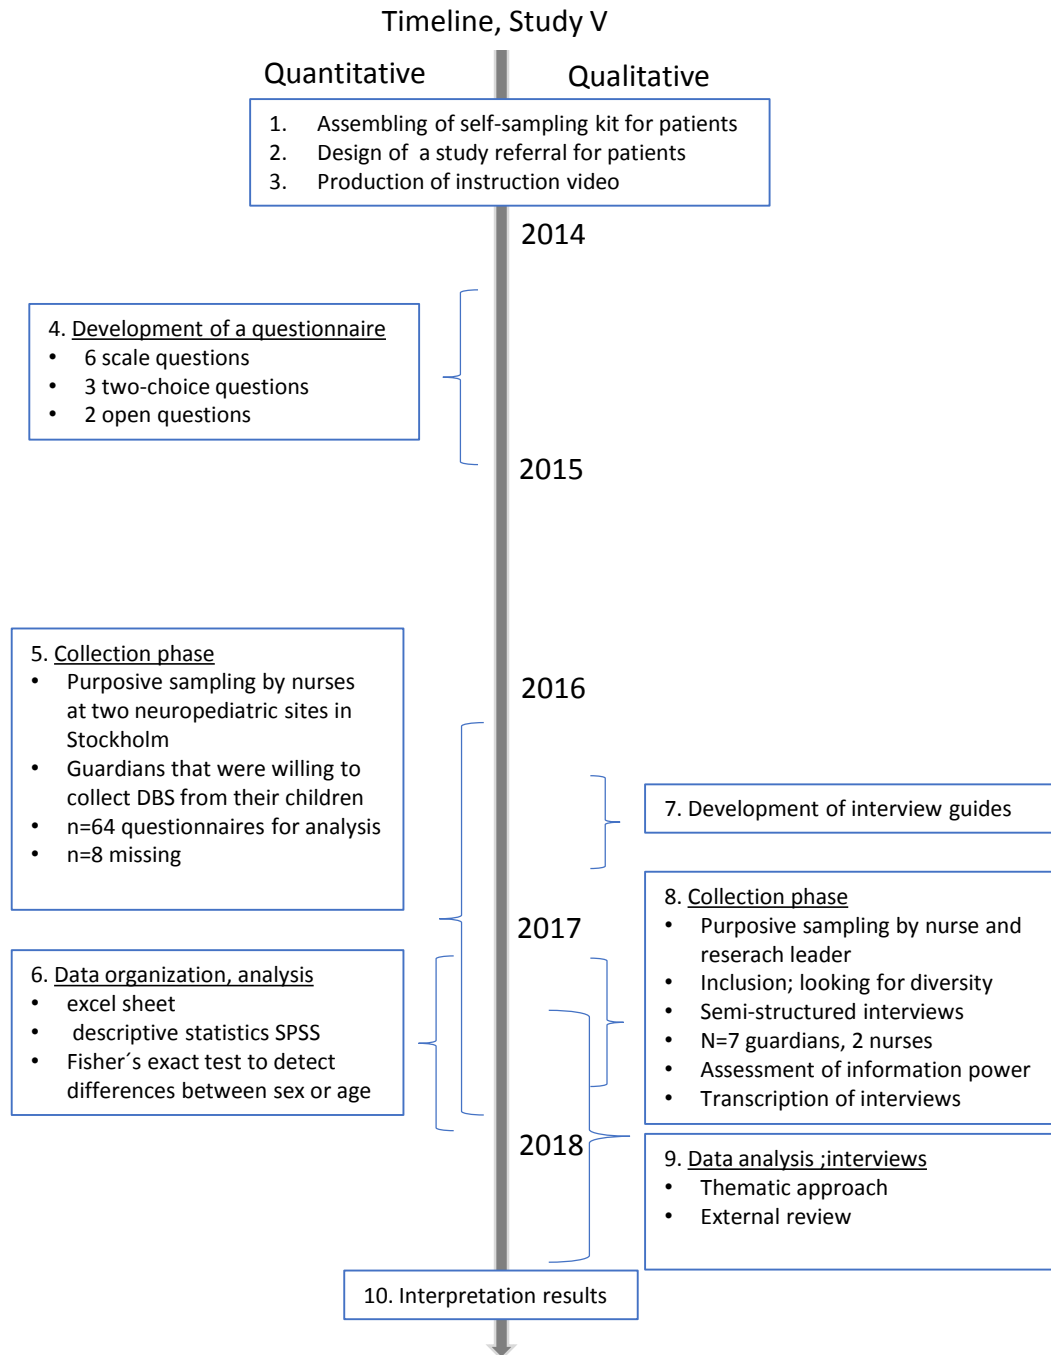 Timeline, Study V
Quantitative
Qualitative
1. Assembling of self-sampling kit for patients
2. Design of a study referral for patients
3. Production of instruction video
2014
4. Development of a questionnaire
• 6 scale questions
• 3 two-choice questions
• 2 open questions
2015
5. Collection phase
• Purposive sampling by nurses
at two neuropediatric sites in
Stockholm
• Guardians that were willing to
collect DBS from their children
• n=64 questionnaires for analysis
• n=8 missing
2016
7. Development of interview guides
2017
6. Data organization, analysis
• excel sheet
• descriptive statistics SPSS
• Fisher´s exact test to detect
differences between sex or age
8. Collection phase
• Purposive sampling by nurse and
reserach leader
• Inclusion; looking for diversity
• Semi-structured interviews
• N=7 guardians, 2 nurses
• Assessment of information power
• Transcription of interviews
2018
9. Data analysis ;interviews
• Thematic approach
• External review
10. Interpretation results